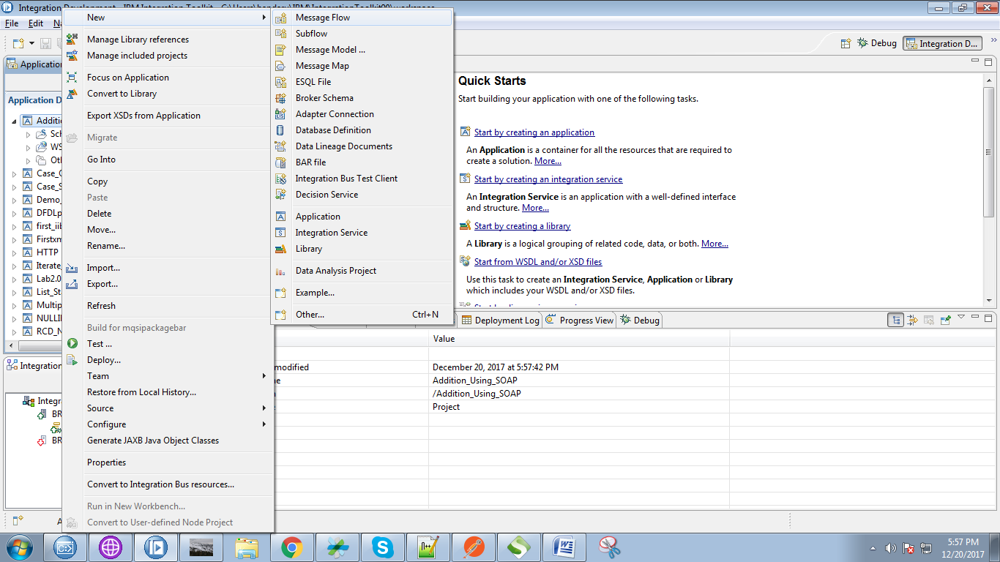 Integration Development - IBM Integration Toolkit - C:\Users\
File Edit
New
Manage Library references
Manage included projects
Focus on Application
Convert to Library
Export XSDs from Application
Migrate
Go Into
Copy
Paste
Delete
Move...
Rename...
Import...
Export...
Refresh
Build for mqsipackagebar
Test ...
Deploy...
Team
Restore from Local History...
Source
Configure
Generate JAXB Java Object Classes
Properties
Convert to Integration Bus resources...
Run in New Workbench...
Convert to User-defined Node Project
Message Flow
Subflow
Message Model ...
Message Map
ESQL File
Broker Schema
Adapter Connection
Database Definition
Data Lineage Documents
BAR file
Integration Bus Test Client
Decision Service
Application
Integration Service
Library
Data Analysis Project
Example...
Other... Ctrl+N
Debug Integration D...
Application
Application D
Additi
Sch
WS
Oth
Case_C
Case_S
Demo_
DFDLp
first_iib
Firstxm
HTTP
Iterate_
Lab2.0
List_St
Multip
NULLIF
RCD_N
Integration
Integr
BR
BR
A
Quick Starts
Start building your application with one of the following tasks.
Start by creating an application
An Application is a container for all the resources that are required to
create a solution. More...
Start by creating an integration service
An Integration Service is an application with a well-defined interface
and structure. More...
Start by creating a library
A Library is a logical grouping of related code, data, or both. More...
Start from WSDL and/or XSD files
Use this task to create an Integration Service, Application or Library
which includes your WSDL and/or XSD files.
Deployment Log Progress View Debug
Value
modified December 20, 2017 at 5:57:42 PM
me Addition_Using_SOAP
/Addition_Using_SOAP
Project
5:57 PM
12/20/2017